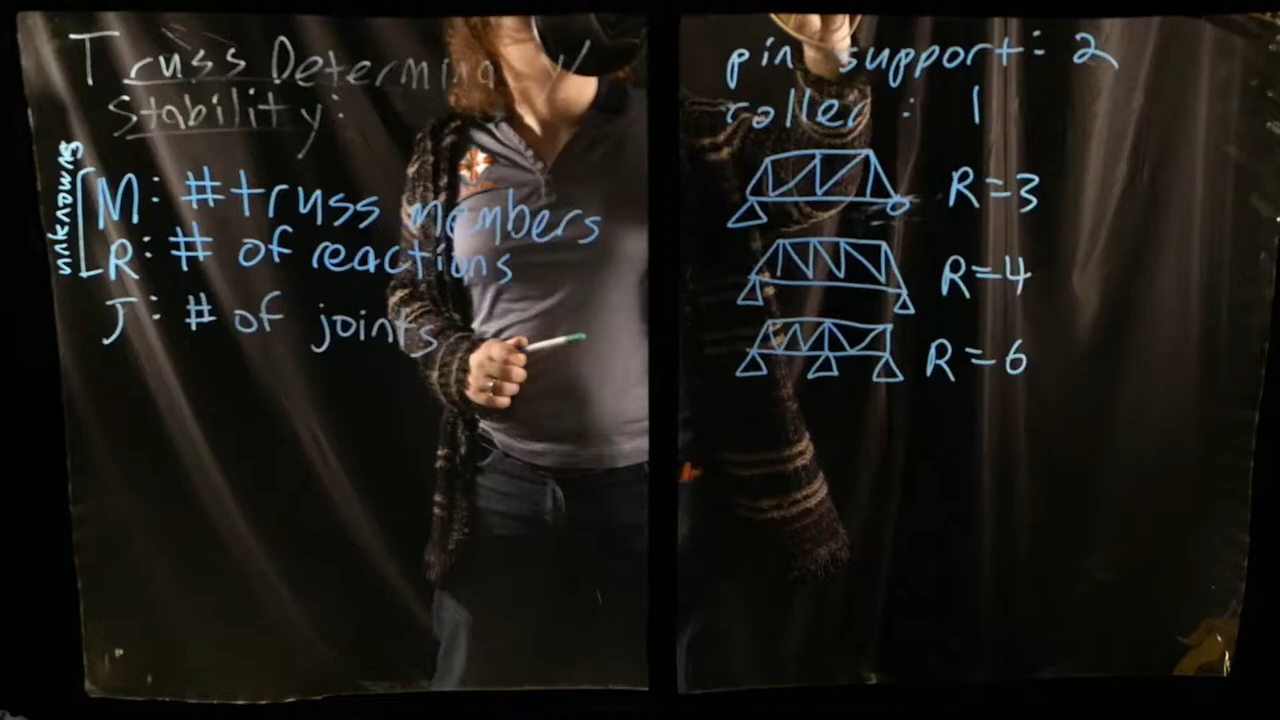 Truss Determinacy/
Stability:
unknowns
M: # truss members
R: # of reactions
J: # of joints
pin support: 2
roller: 1
R=3
R=4
R=6